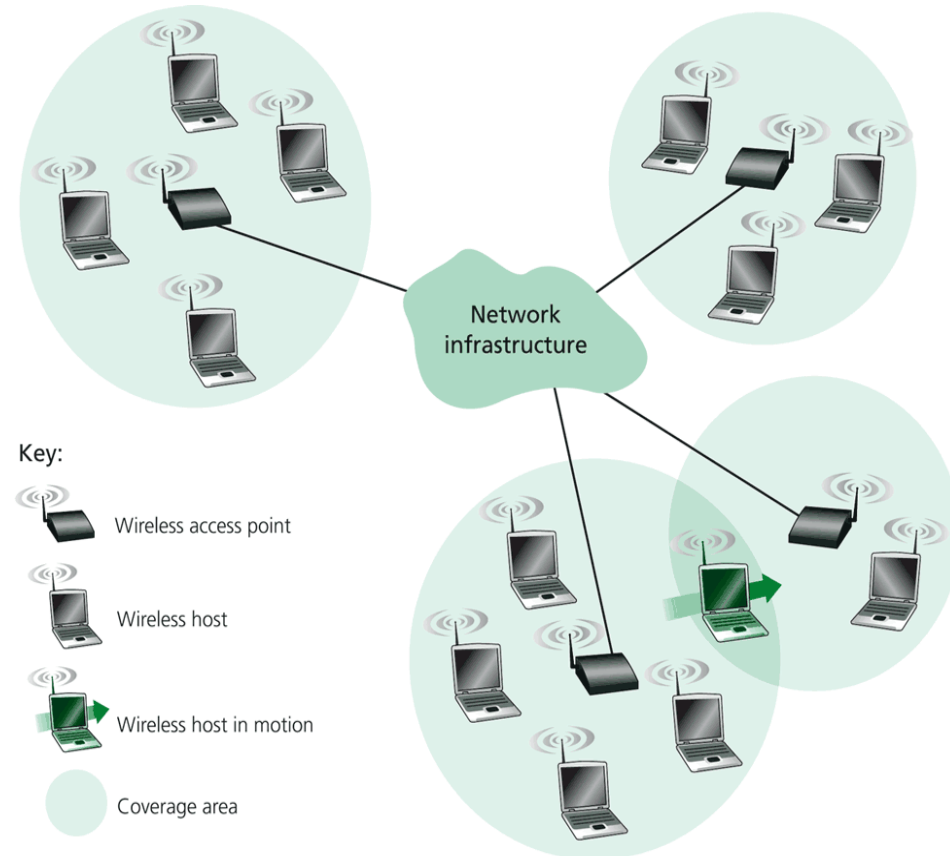 Network
infrastructure
Key:
Wireless access point
Wireless host
Wireless host in motion
Coverage area